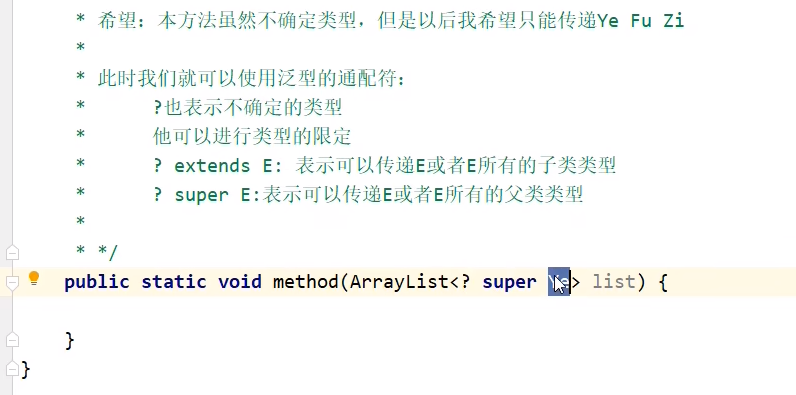 * 希望：本方法虽然不确定类型，但是以后我希望只能传递Ye Fu Zi
*
* 此时我们就可以使用泛型的通配符：
* ?也表示不确定的类型
* 他可以进行类型的限定
* ? extends E: 表示可以传递E或者E所有的子类类型
* ? super E:表示可以传递E或者E所有的父类类型
*
* */
public static void method(ArrayList<? super Ye> list) {
}
}